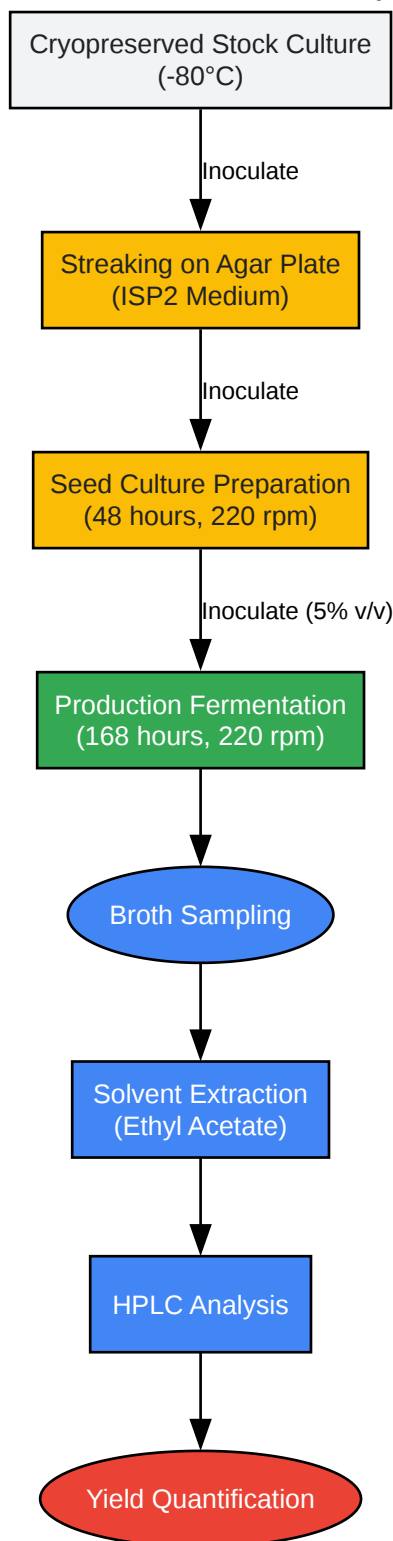 Cryopreserved Stock Culture
(-80°C)
Inoculate
Streaking on Agar Plate
(ISP2 Medium)
Inoculate
Seed Culture Preparation
(48 hours, 220 rpm)
Inoculate (5% v/v)
Production Fermentation
(168 hours, 220 rpm)
Broth Sampling
Solvent Extraction
(Ethyl Acetate)
HPLC Analysis
Yield Quantification